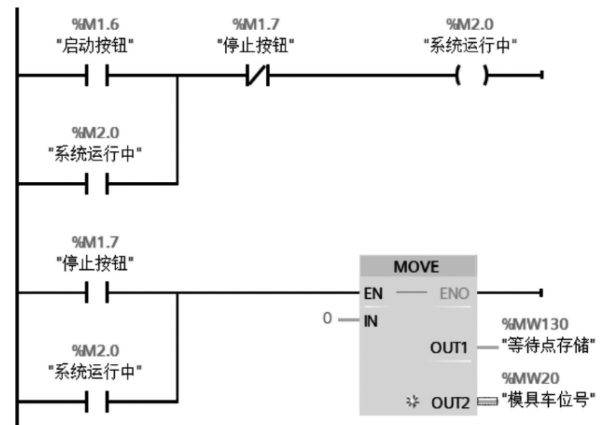 %M1.6 %M1.7 %M2.0
"启动按钮" "停止按钮" "系统运行中"
%M2.0
"系统运行中"
%M1.7
"停止按钮"
MOVE
EN ENO
0 IN
%MW130
OUT1 "等待点存储"
%MW20
OUT2 "模具车位号"
%M2.0
"系统运行中"